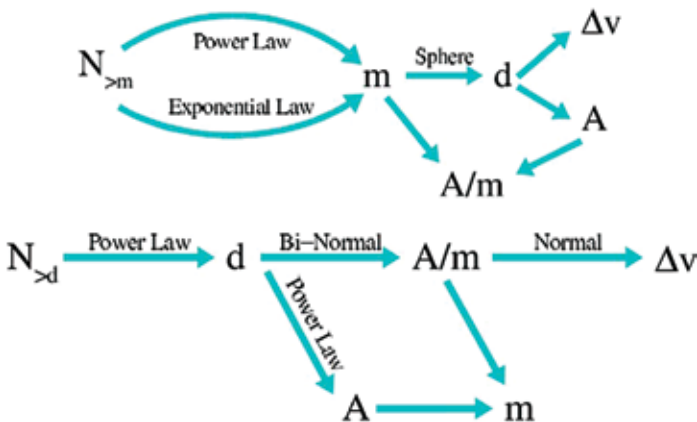 Power Law
N>m
Exponential Law
m
Sphere
d
Δv
A
A/m
N>d
Power Law
d
Bi–Normal
A/m
Normal
Δv
Power Law
A
m